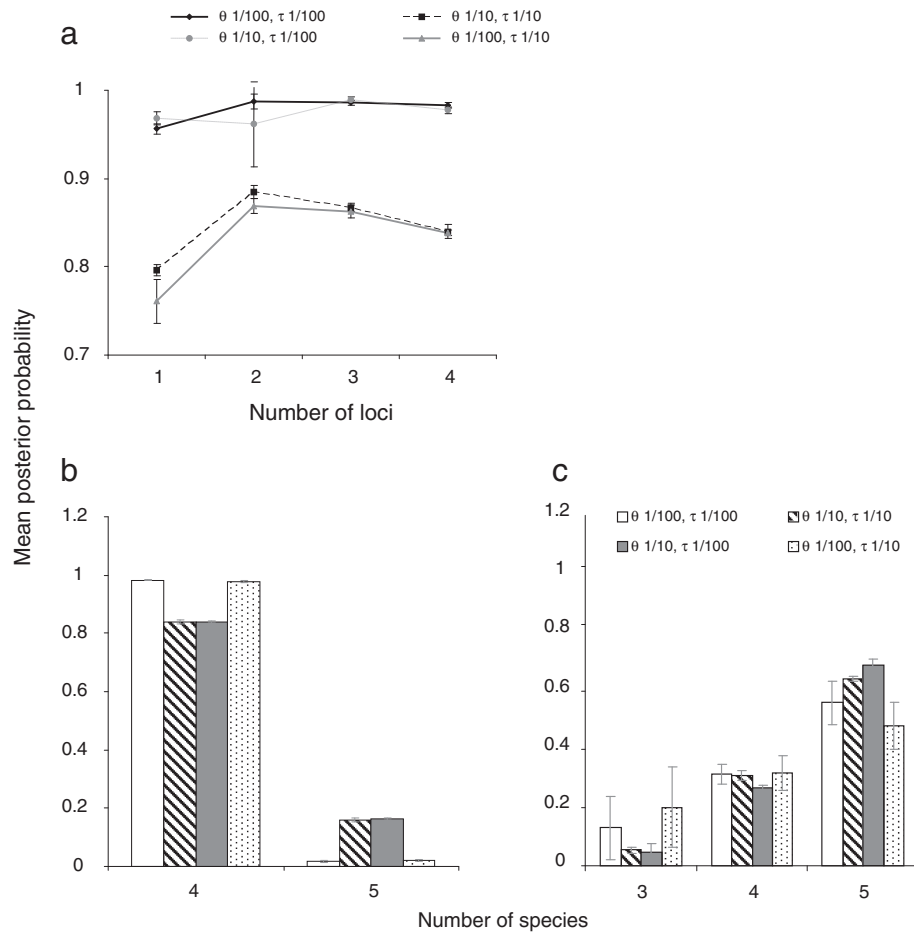 a
θ 1/100, τ 1/100
θ 1/10, τ 1/10
θ 1/10, τ 1/100
θ 1/100, τ 1/10
1
0.9
0.8
0.7
1 2 3 4
Number of loci
Mean posterior probability
b
1.2
1
0.8
0.6
0.4
0.2
0
4 5
c
θ 1/100, τ 1/100
θ 1/10, τ 1/10
θ 1/10, τ 1/100
θ 1/100, τ 1/10
1.2
1
0.8
0.6
0.4
0.2
0
3 4 5
Number of species